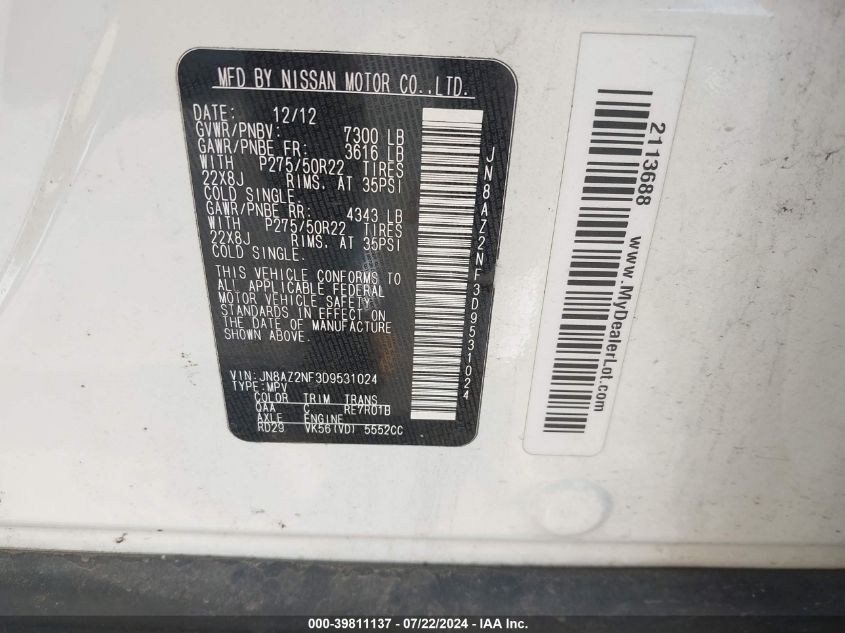 MFD BY NISSAN MOTOR CO.,LTD.
DATE: 12/12
GVWR/PNBV: 7300 LB
GAWR/PNBE FR: 3616 LB
WITH P275/50R22 TIRES
22X8J RIMS, AT 35PSI
COLD SINGLE.
GAWR/PNBE RR: 4343 LB
WITH P275/50R22 TIRES
22X8J RIMS, AT 35PSI
COLD SINGLE.
THIS VEHICLE CONFORMS TO
ALL APPLICABLE FEDERAL
MOTOR VEHICLE SAFETY
STANDARDS IN EFFECT ON
THE DATE OF MANUFACTURE
SHOWN ABOVE.
VIN:JN8AZ2NF3D9531024
TYPE:MPV
COLOR TRIM TRANS
QAA C RE7R01B
AXLE ENGINE
RD29 VK56(VD) 5552CC
JN8AZ2NF3D9531024
2113688
www.MyDealerLot.com
000-39811137 - 07/22/2024 - IAA Inc.